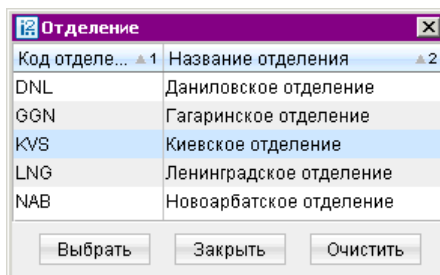 i2 Отделение
Код отделе... 1 Название отделения 2
DNL Даниловское отделение
GGN Гагаринское отделение
KVS Киевское отделение
LNG Ленинградское отделение
NAB Новоарбатское отделение
Выбрать Закрыть Очистить